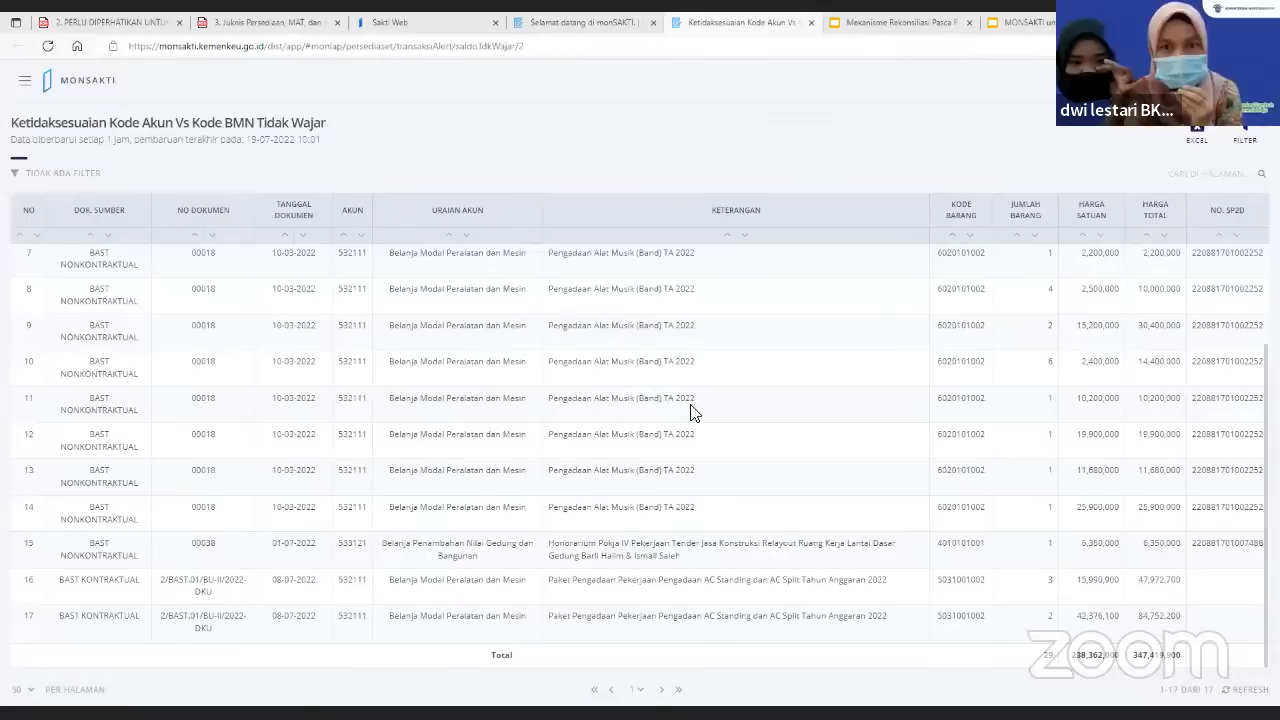 2. PERLU DIPERHATIKAN UNTUK
3. Juknis Persediaan, MAT, dan
Sakti Web
Selamat datang di monSAKTI. |
Ketidaksesuaian Kode Akun Vs
Mekanisme Rekonsiliasi Pasca
MONSAKTI un
https://monsakti.kemenkeu.go.id/dist/app/#monlap/persediaset/transaksiAlert/saldoTdkWajar/2
MONSAKTI
dwi lestari BK...
Ketidaksesuaian Kode Akun Vs Kode BMN Tidak Wajar
Data diperbarui setiap 1 jam, pembaruan terakhir pada: 19-07-2022 10:01
EXCEL FILTER
TIDAK ADA FILTER
CARI DI HALAMAN...
NO DOK. SUMBER NO DOKUMEN TANGGAL DOKUMEN AKUN URAIAN AKUN KETERANGAN KODE BARANG JUMLAH BARANG HARGA SATUAN HARGA TOTAL NO. SP2D
7 BAST NONKONTRAKTUAL 00018 10-03-2022 532111 Belanja Modal Peralatan dan Mesin Pengadaan Alat Musik (Band) TA 2022 6020101002 1 2,200,000 2,200,000 220881701002252
8 BAST NONKONTRAKTUAL 00018 10-03-2022 532111 Belanja Modal Peralatan dan Mesin Pengadaan Alat Musik (Band) TA 2022 6020101002 4 2,500,000 10,000,000 220881701002252
9 BAST NONKONTRAKTUAL 00018 10-03-2022 532111 Belanja Modal Peralatan dan Mesin Pengadaan Alat Musik (Band) TA 2022 6020101002 2 15,200,000 30,400,000 220881701002252
10 BAST NONKONTRAKTUAL 00018 10-03-2022 532111 Belanja Modal Peralatan dan Mesin Pengadaan Alat Musik (Band) TA 2022 6020101002 6 2,400,000 14,400,000 220881701002252
11 BAST NONKONTRAKTUAL 00018 10-03-2022 532111 Belanja Modal Peralatan dan Mesin Pengadaan Alat Musik (Band) TA 2022 6020101002 1 10,200,000 10,200,000 220881701002252
12 BAST NONKONTRAKTUAL 00018 10-03-2022 532111 Belanja Modal Peralatan dan Mesin Pengadaan Alat Musik (Band) TA 2022 6020101002 1 19,900,000 19,900,000 220881701002252
13 BAST NONKONTRAKTUAL 00018 10-03-2022 532111 Belanja Modal Peralatan dan Mesin Pengadaan Alat Musik (Band) TA 2022 6020101002 1 11,680,000 11,680,000 220881701002252
14 BAST NONKONTRAKTUAL 00018 10-03-2022 532111 Belanja Modal Peralatan dan Mesin Pengadaan Alat Musik (Band) TA 2022 6020101002 1 25,900,000 25,900,000 220881701002252
15 BAST NONKONTRAKTUAL 00038 01-07-2022 533121 Belanja Penambahan Nilai Gedung dan Bangunan Honorarium Pokja IV Pekerjaan Tender Jasa Konstruksi Relayout Ruang Kerja Lantai Dasar Gedung Barli Halim & Ismail Saleh 4010101001 1 6,350,000 6,350,000 220881701007488
16 BAST KONTRAKTUAL 2/BAST.01/BU-II/2022-DKU 08-07-2022 532111 Belanja Modal Peralatan dan Mesin Paket Pengadaan Pekerjaan Pengadaan AC Standing dan AC Split Tahun Anggaran 2022 5031001002 3 15,990,900 47,972,700
17 BAST KONTRAKTUAL 2/BAST.01/BU-II/2022-DKU 08-07-2022 532111 Belanja Modal Peralatan dan Mesin Paket Pengadaan Pekerjaan Pengadaan AC Standing dan AC Split Tahun Anggaran 2022 5031001002 2 42,376,100 84,752,200
Total 29 238,362,000 347,419,900
zoom
50 PER HALAMAN
1
1-17 DARI 17 REFRESH